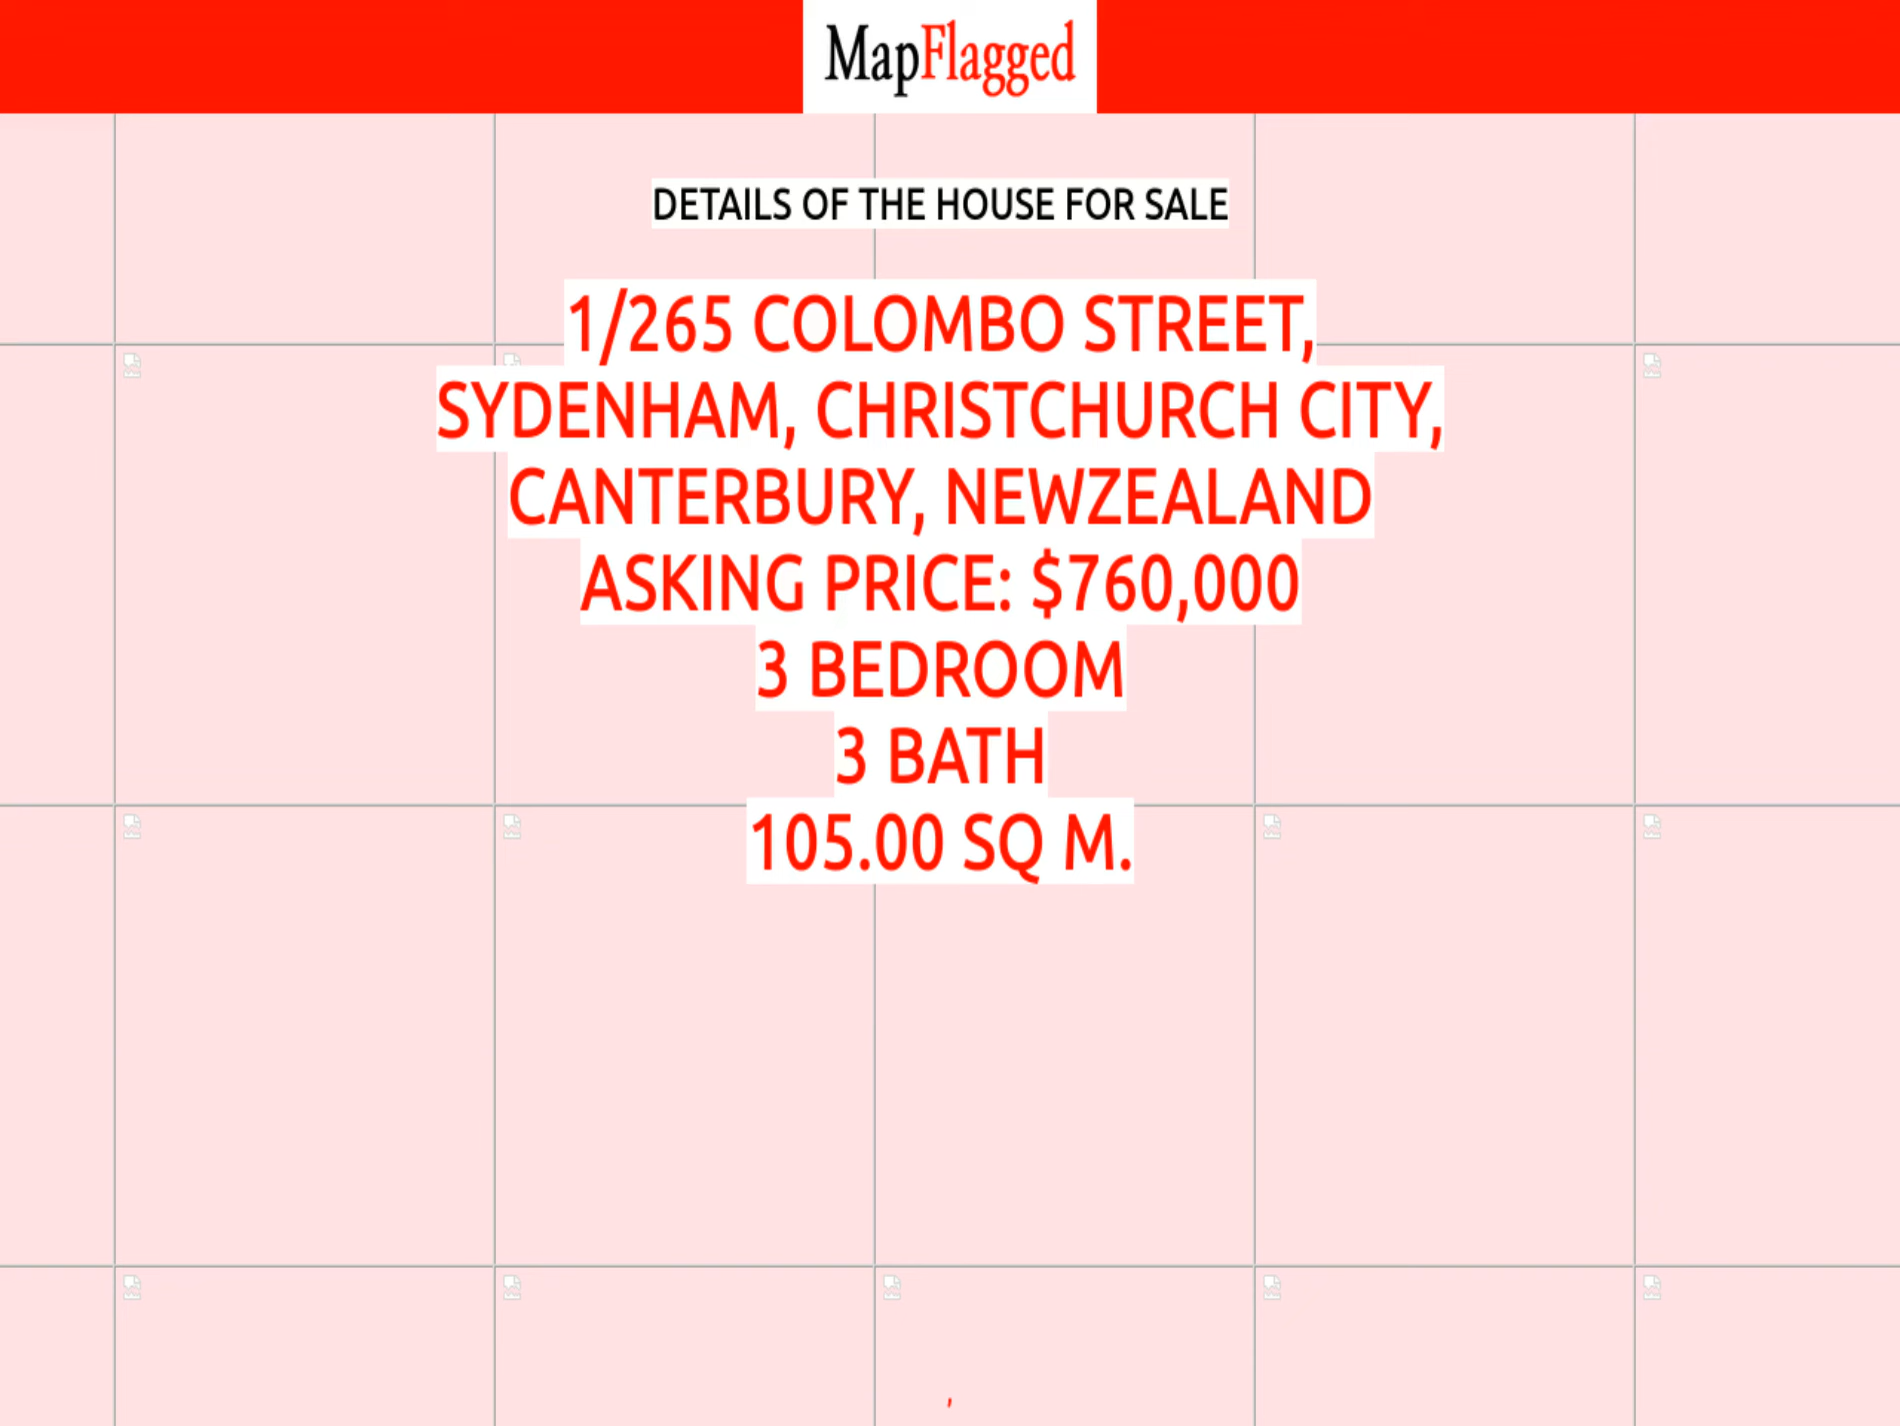 MapFlagged
DETAILS OF THE HOUSE FOR SALE
1/265 COLOMBO STREET,
SYDENHAM, CHRISTCHURCH CITY,
CANTERBURY, NEWZEALAND
ASKING PRICE: $760,000
3 BEDROOM
3 BATH
105.00 SQ M.
,